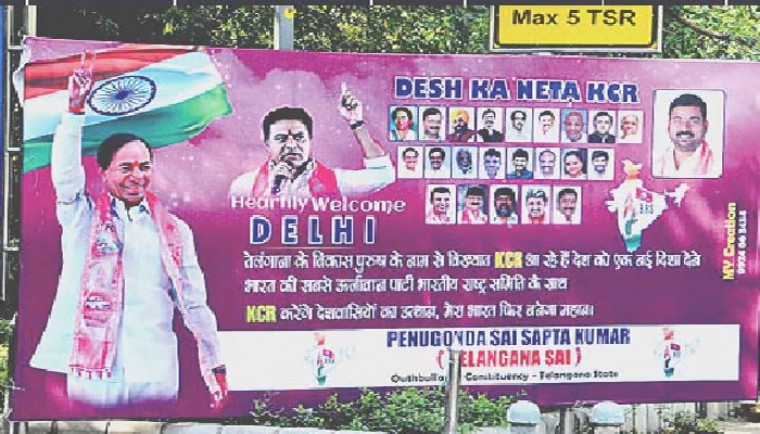 Max 5 TSR
DESH KA NETA KCR
Heartily Welcome
DELHI
तेलंगाना के विकास पुरुष के नाम से विख्यात KCR आ रहे हैं देश को एक नई दिशा देने
भारत की सबसे ऊर्जावान पार्टी भारतीय राष्ट्र समिति के साथ
KCR करेंगे देशवासियों का उत्थान, मेरा भारत फिर बनेगा महान।
BRS
MV Creation
PENUGONDA SAI SAPTA KUMAR
( TELANGANA SAI )
Constituency - Telangana State